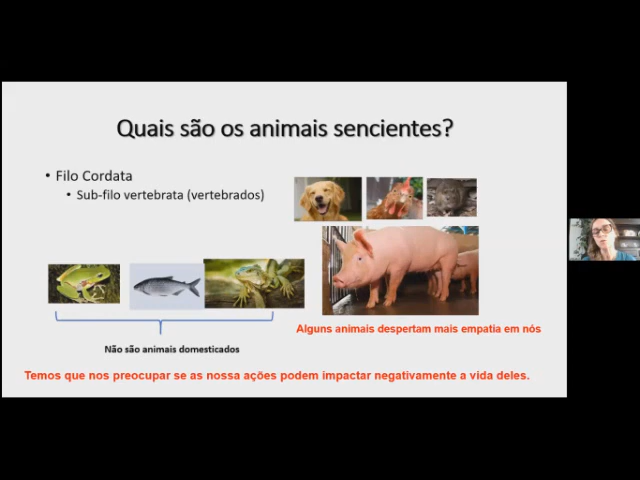 Quais são os animais sencientes?
• Filo Cordata
• Sub-filo vertebrata (vertebrados)
Alguns animais despertam mais empatia em nós
Não são animais domesticados
Temos que nos preocupar se as nossa ações podem impactar negativamente a vida deles.